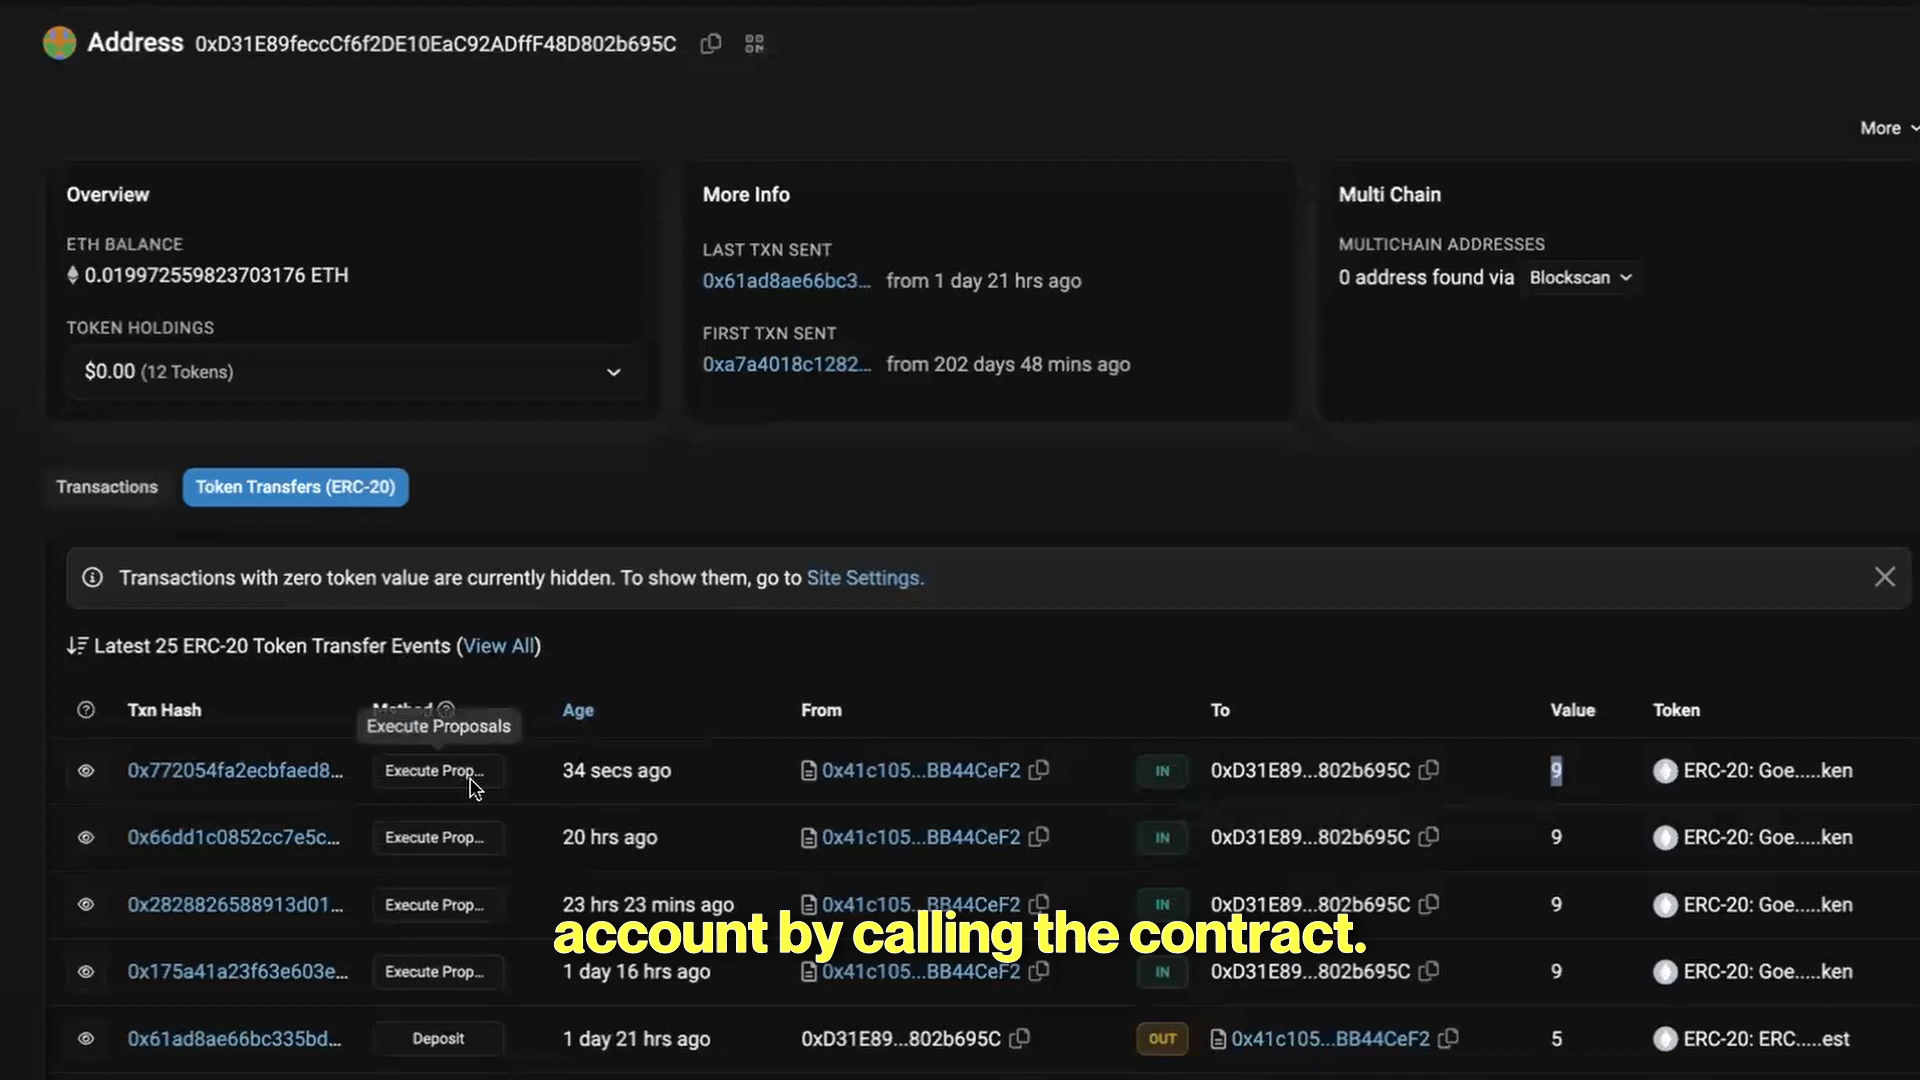 Address 0xD31E89feccCf6f2DE10EaC92ADffF48D802b695C
More
Overview
ETH BALANCE
0.019972559823703176 ETH
TOKEN HOLDINGS
$0.00 (12 Tokens)
More Info
LAST TXN SENT
0x61ad8ae66bc3... from 1 day 21 hrs ago
FIRST TXN SENT
0xa7a4018c1282... from 202 days 48 mins ago
Multi Chain
MULTICHAIN ADDRESSES
0 address found via Blockscan
Transactions Token Transfers (ERC-20)
Transactions with zero token value are currently hidden. To show them, go to Site Settings.
Latest 25 ERC-20 Token Transfer Events (View All)
Txn Hash Method Age From To Value Token
Execute Proposals
0x772054fa2ecbfaed8... Execute Prop... 34 secs ago 0x41c105...BB44CeF2 IN 0xD31E89...802b695C 9 ERC-20: Goe.....ken
0x66dd1c0852cc7e5c... Execute Prop... 20 hrs ago 0x41c105...BB44CeF2 IN 0xD31E89...802b695C 9 ERC-20: Goe.....ken
0x2828826588913d01... Execute Prop... 23 hrs 23 mins ago 0x41c105...BB44CeF2 IN 0xD31E89...802b695C 9 ERC-20: Goe.....ken
account by calling the contract.
0x175a41a23f63e603e... Execute Prop... 1 day 16 hrs ago 0x41c105...BB44CeF2 IN 0xD31E89...802b695C 9 ERC-20: Goe.....ken
0x61ad8ae66bc335bd... Deposit 1 day 21 hrs ago 0xD31E89...802b695C OUT 0x41c105...BB44CeF2 5 ERC-20: ERC.....est